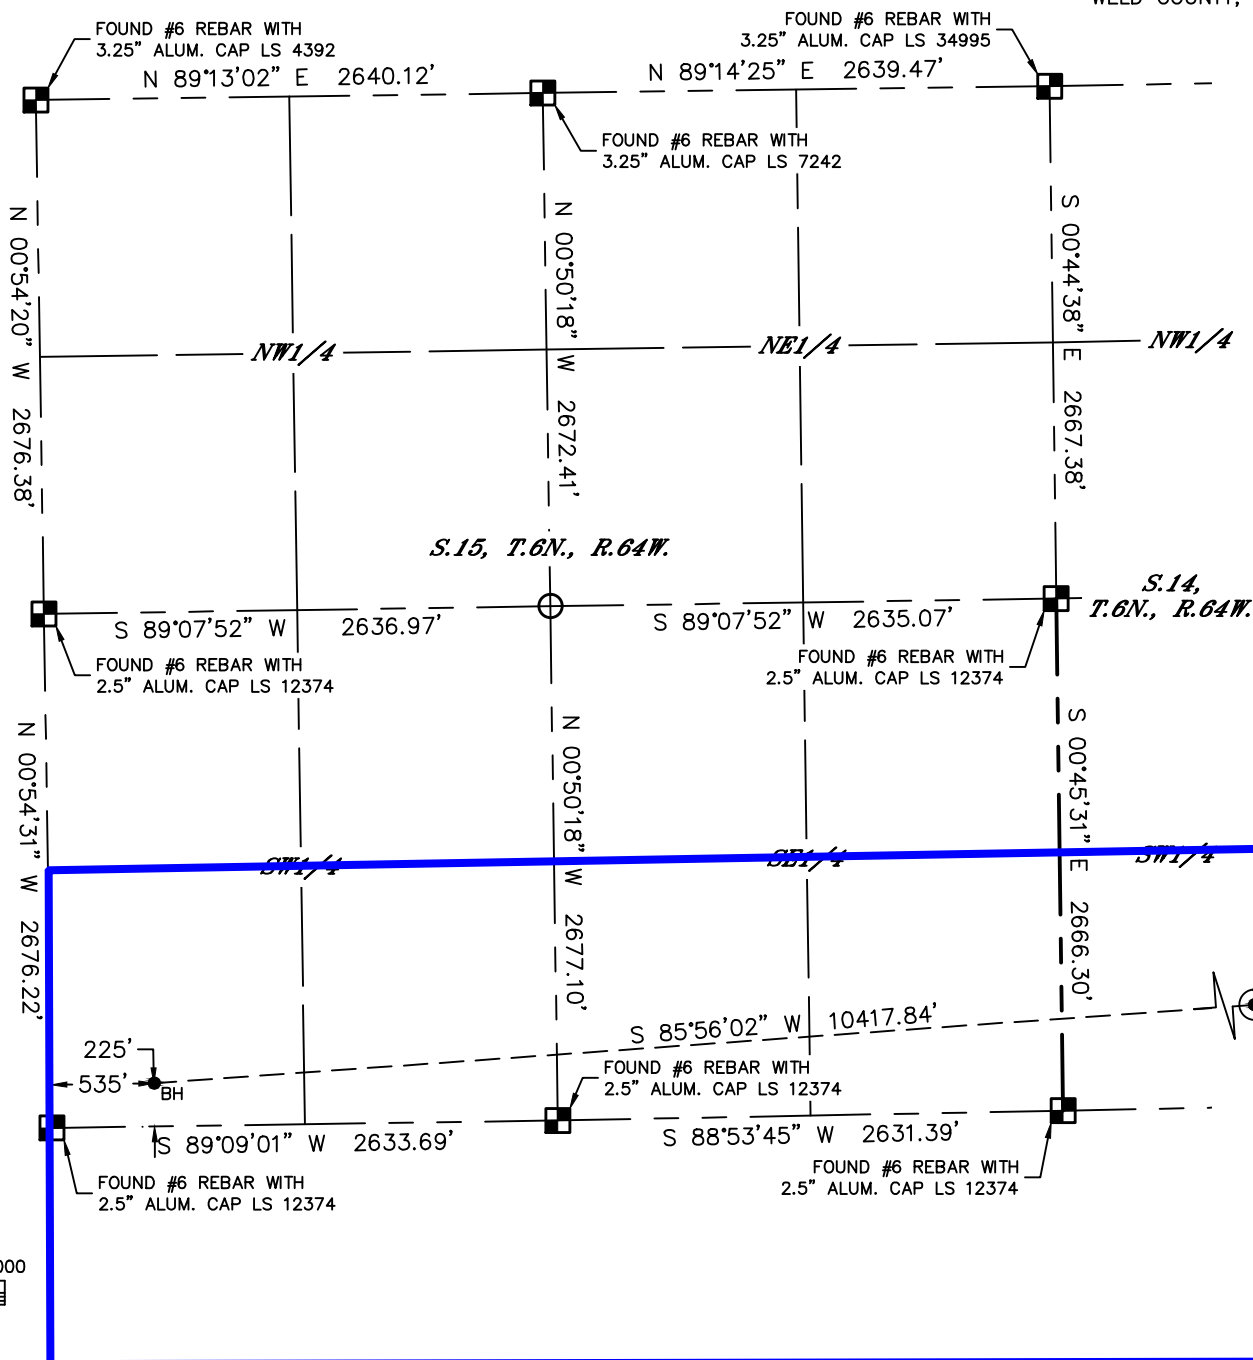 WELD COUNTY,
FOUND #6 REBAR WITH
3.25" ALUM. CAP LS 4392
FOUND #6 REBAR WITH
3.25" ALUM. CAP LS 34995
N 89°13'02" E 2640.12'
N 89°14'25" E 2639.47'
FOUND #6 REBAR WITH
3.25" ALUM. CAP LS 7242
N 00°54'20" W 2676.38'
N 00°50'18" W 2672.41'
S 00°44'38" E 2667.38'
NW1/4
NE1/4
NW1/4
S.15, T.6N., R.64W.
S.14,
T.6N., R.64W.
S 89°07'52" W 2636.97'
S 89°07'52" W 2635.07'
FOUND #6 REBAR WITH
2.5" ALUM. CAP LS 12374
FOUND #6 REBAR WITH
2.5" ALUM. CAP LS 12374
N 00°54'31" W 2676.22'
N 00°50'18" W 2677.10'
S 00°45'31" E 2666.30'
SW1/4
SE1/4
SW1/4
S 85°56'02" W 10417.84'
225'
535'
BH
FOUND #6 REBAR WITH
2.5" ALUM. CAP LS 12374
S 89°09'01" W 2633.69'
S 88°53'45" W 2631.39'
FOUND #6 REBAR WITH
2.5" ALUM. CAP LS 12374
FOUND #6 REBAR WITH
2.5" ALUM. CAP LS 12374
000